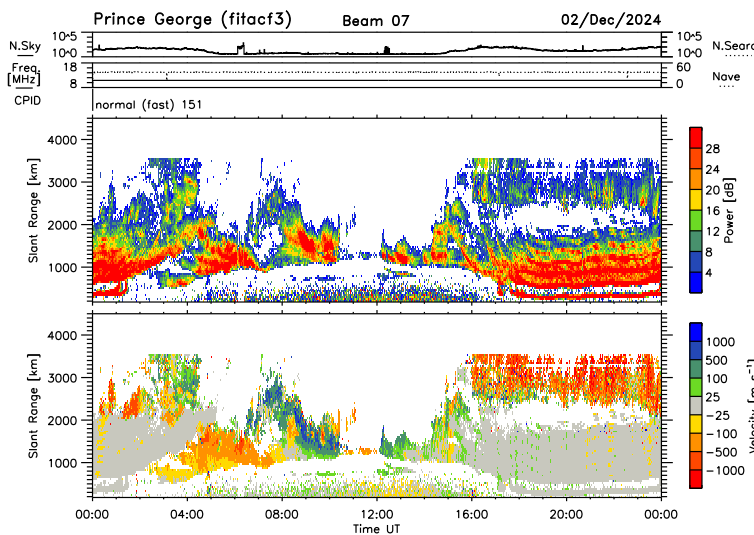 Prince George (fitacf3) Beam 07 02/Dec/2024
N.Sky 10^5 10^0 10^5 10^0 N.Sear
Freq. [MHz] 18 8 60 0 Nave
CPID normal (fast) 151
Slant Range [km] 4000 3000 2000 1000
28 24 20 16 12 8 4 Power [dB]
Slant Range [km] 4000 3000 2000 1000
1000 500 100 25 -25 -100 -500 -1000 Velocity [m s^-1]
00:00 04:00 08:00 12:00 16:00 20:00 00:00
Time UT